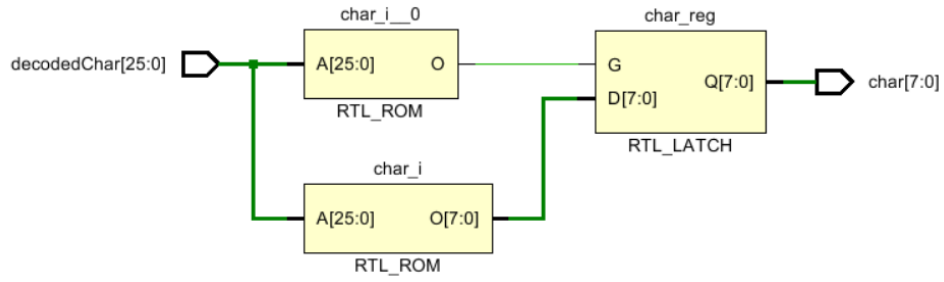 char_i__0
char_reg
decodedChar[25:0]
A[25:0]
O
G
D[7:0]
Q[7:0]
char[7:0]
RTL_ROM
RTL_LATCH
char_i
A[25:0]
O[7:0]
RTL_ROM